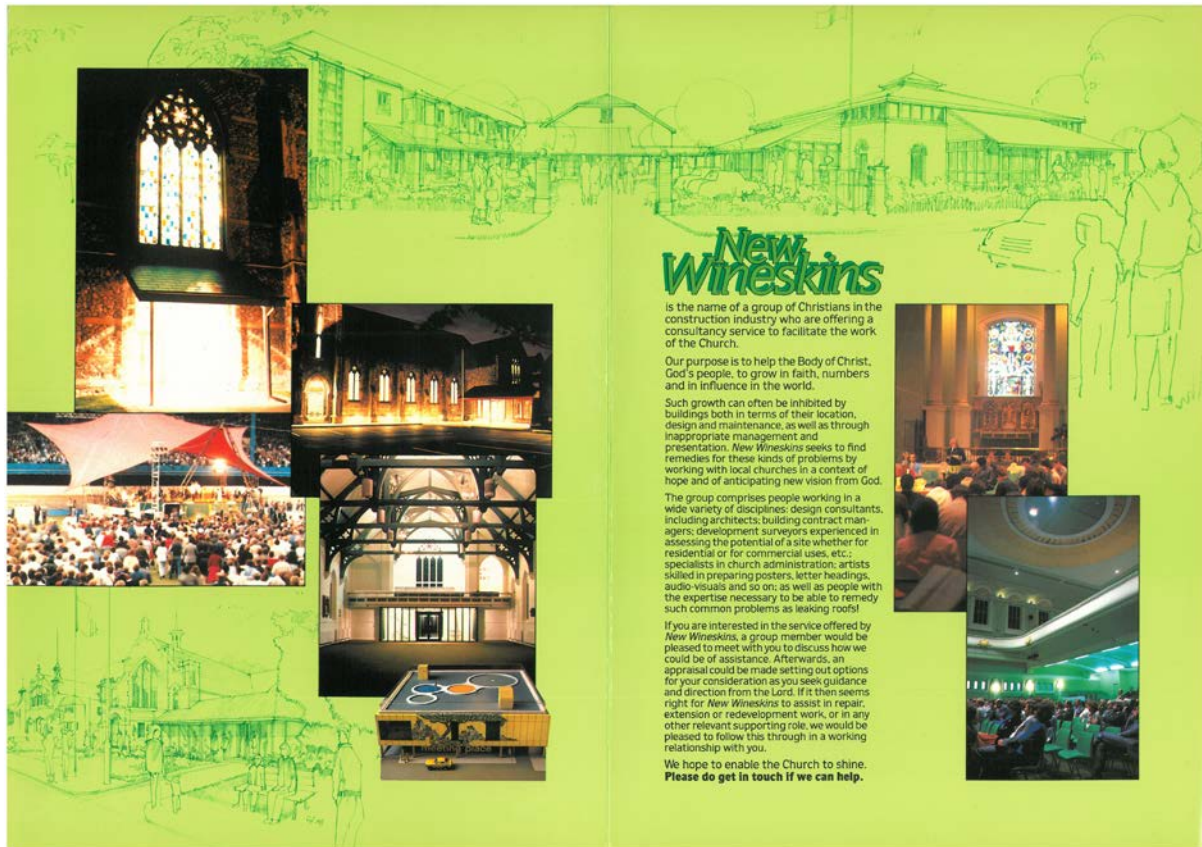 New
Wineskins
is the name of a group of Christians in the
construction industry who are offering a
consultancy service to facilitate the work
of the Church.
Our purpose is to help the Body of Christ,
God's people, to grow in faith, numbers
and in influence in the world.
Such growth can often be inhibited by
buildings both in terms of their location,
design and maintenance, as well as through
inappropriate management and
presentation. New Wineskins seeks to find
remedies for these kinds of problems by
working with local churches in a context of
hope and of anticipating new vision from God.
The group comprises people working in a
wide variety of disciplines: design consultants,
including architects; building contract man-
agers; development surveyors experienced in
assessing the potential of a site whether for
residential or for commercial uses, etc.;
specialists in church administration; artists
skilled in preparing posters, letter headings,
audio-visuals and so on; as well as people with
the expertise necessary to be able to remedy
such common problems as leaking roofs!
If you are interested in the service offered by
New Wineskins, a group member would be
pleased to meet with you to discuss how we
could be of assistance. Afterwards, an
appraisal could be made setting out options
for your consideration as you seek guidance
and direction from the Lord. If it then seems
right for New Wineskins to assist in repair,
extension or redevelopment work, or in any
other relevant supporting role, we would be
pleased to follow this through in a working
relationship with you.
We hope to enable the Church to shine.
Please do get in touch if we can help.
meeting place